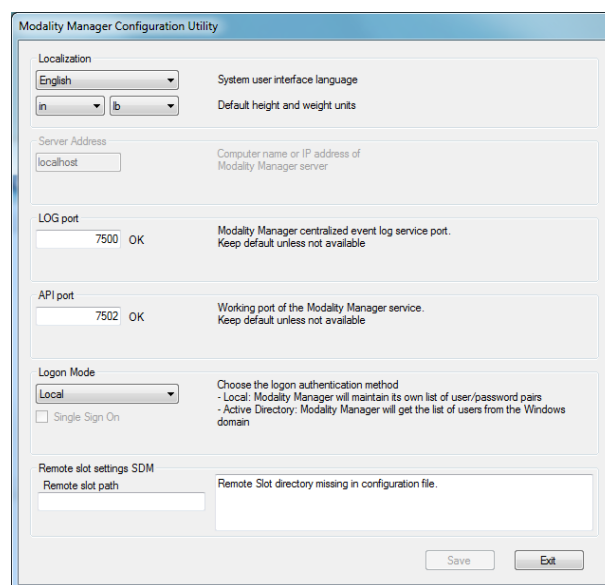 Modality Manager Configuration Utility
Localization
English System user interface language
in lb Default height and weight units
Server Address
localhost Computer name or IP address of
Modality Manager server
LOG port
7500 OK Modality Manager centralized event log service port.
Keep default unless not available
API port
7502 OK Working port of the Modality Manager service.
Keep default unless not available
Logon Mode
Local Choose the logon authentication method
- Local: Modality Manager will maintain its own list of user/password pairs
Single Sign On - Active Directory: Modality Manager will get the list of users from the Windows
domain
Remote slot settings SDM
Remote slot path Remote Slot directory missing in configuration file.
Save Exit